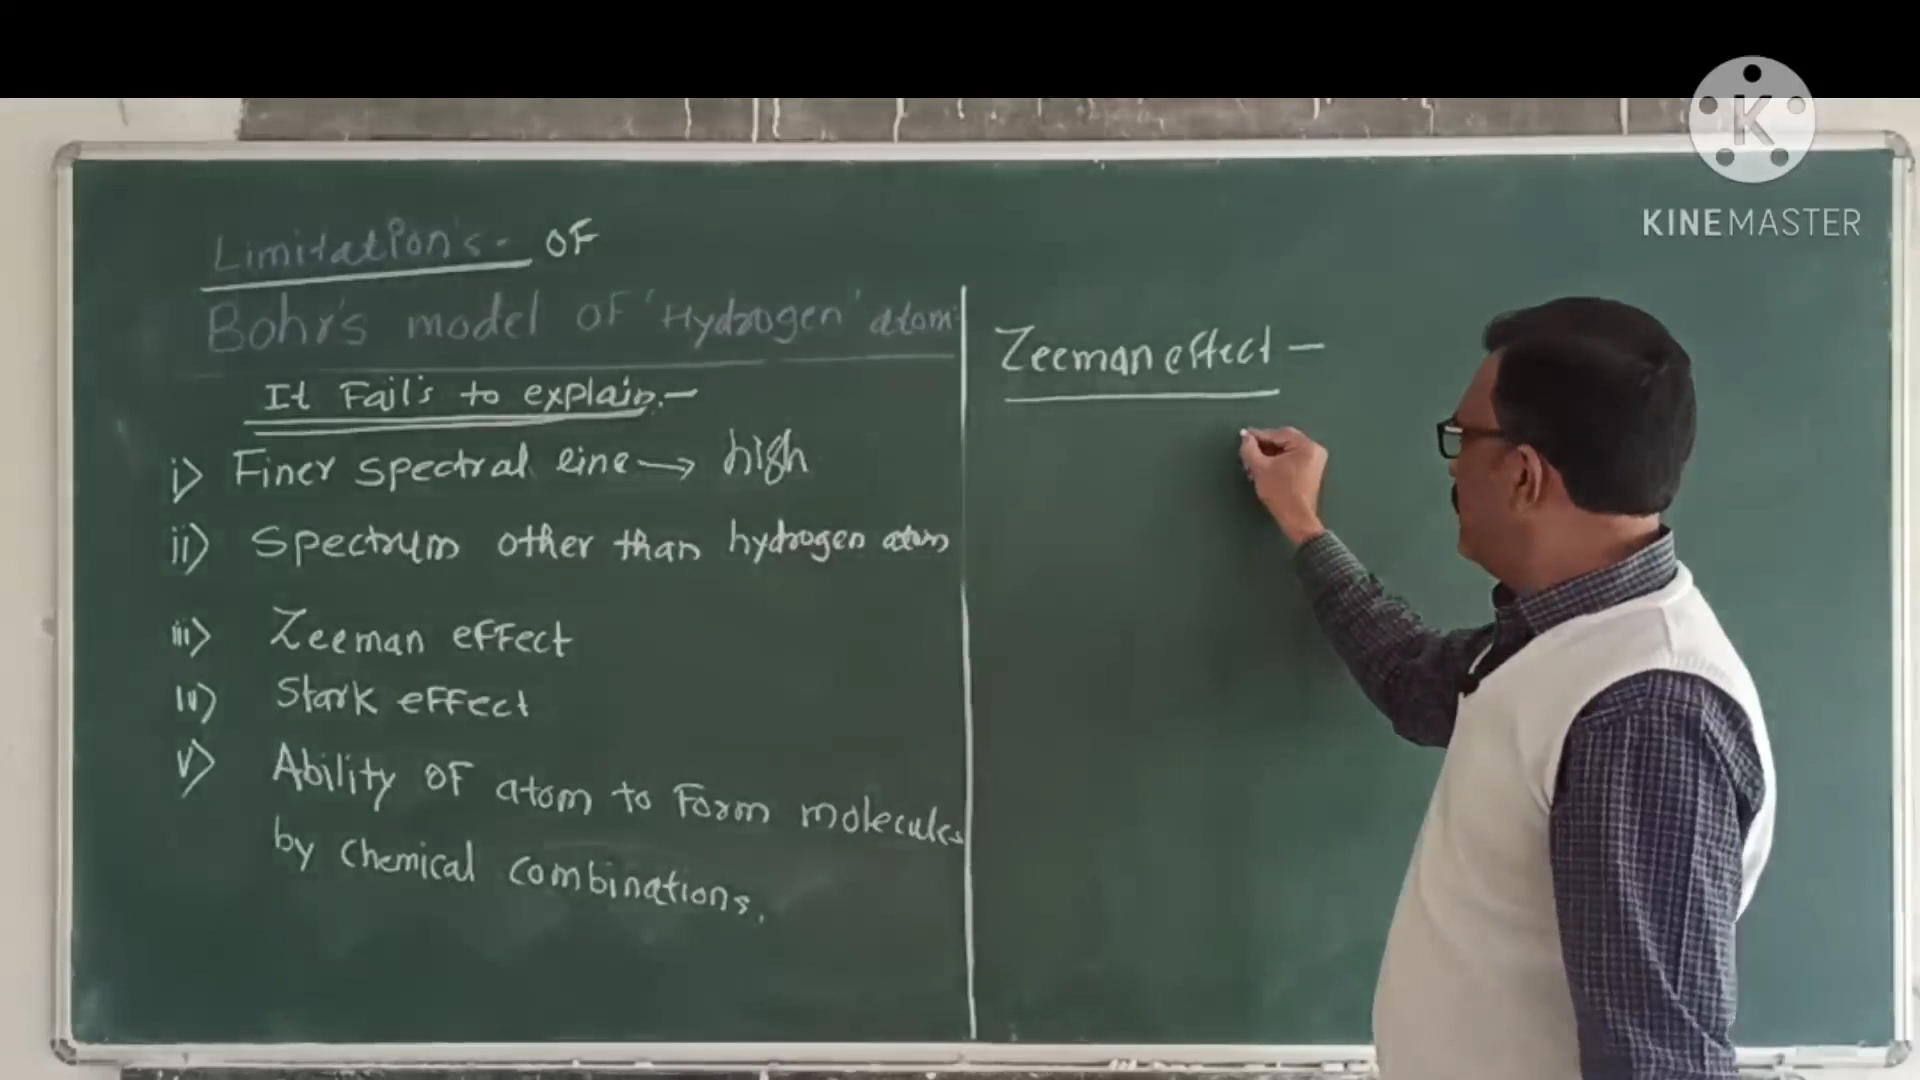 Limitation's- OF
Bohr's model OF 'Hydrogen' atom
It Fail's to explain.-
i) Finer spectral line → high
ii) Spectrum other than hydrogen atom
iii) Zeeman effect
iv) Stark effect
v) Ability OF atom to Form molecules
by chemical combinations.
Zeeman effect -
K
KINEMASTER